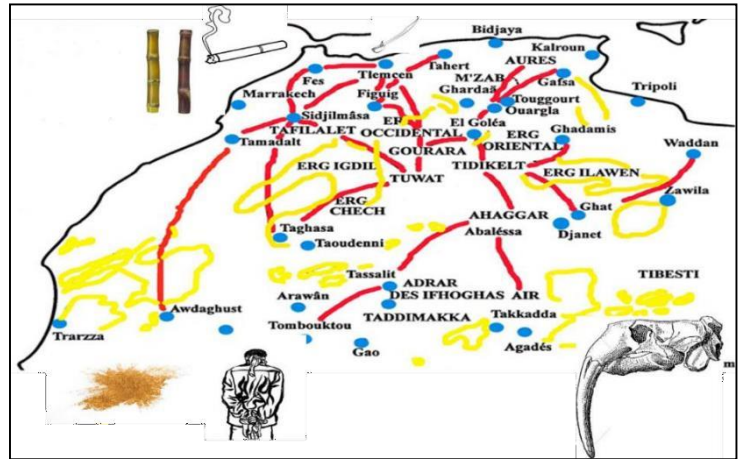 Bidjaya
Kalroun
Tahert
Tlemcen
AURES
Fes
M'ZAB
Gafsa
Ghardaä
Tripoli
Marrakech
Figuig
Touggourt
Ouargla
Sidjilmâsa
ER
El Goléa
TAFILALET
OCCIDENTAL
ERG
Ghadamis
Tamadalt
ORIENTAL
Waddan
GOURARA
ERG IGDIL
TIDIKELT
ERG ILAWEN
TUWAT
Zawila
ERG
CHECH
Ghat
AHAGGAR
Taghasa
Abaléssa
Djanet
Taoudenni
Tassalit
ADRAR
TIBESTI
Arawân
DES IFHOGHAS
AIR
Awdaghust
Tombouktou
TADDIMAKKA
Takkadda
Trarzza
Gao
Agadés
m